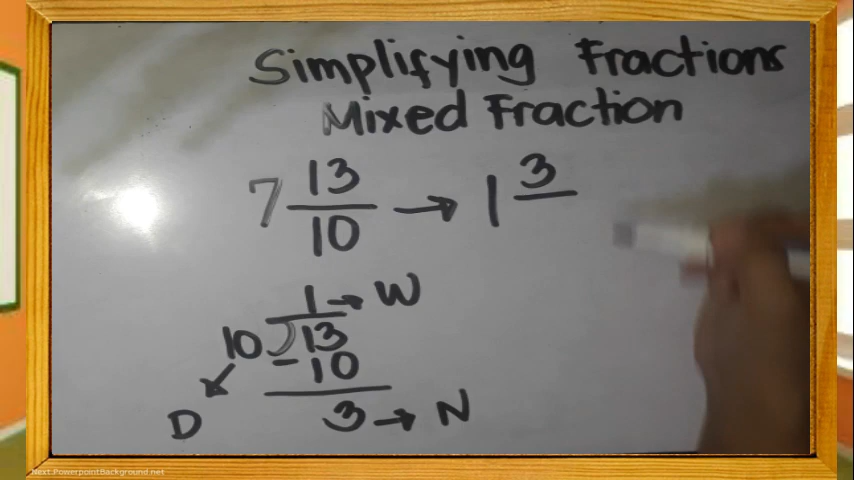 Simplifying Fractions
Mixed Fraction
7 13/10 → 1 3/
1 → W
10 ) 13
- 10
D
3 → N
Next.PowerpointBackground.net